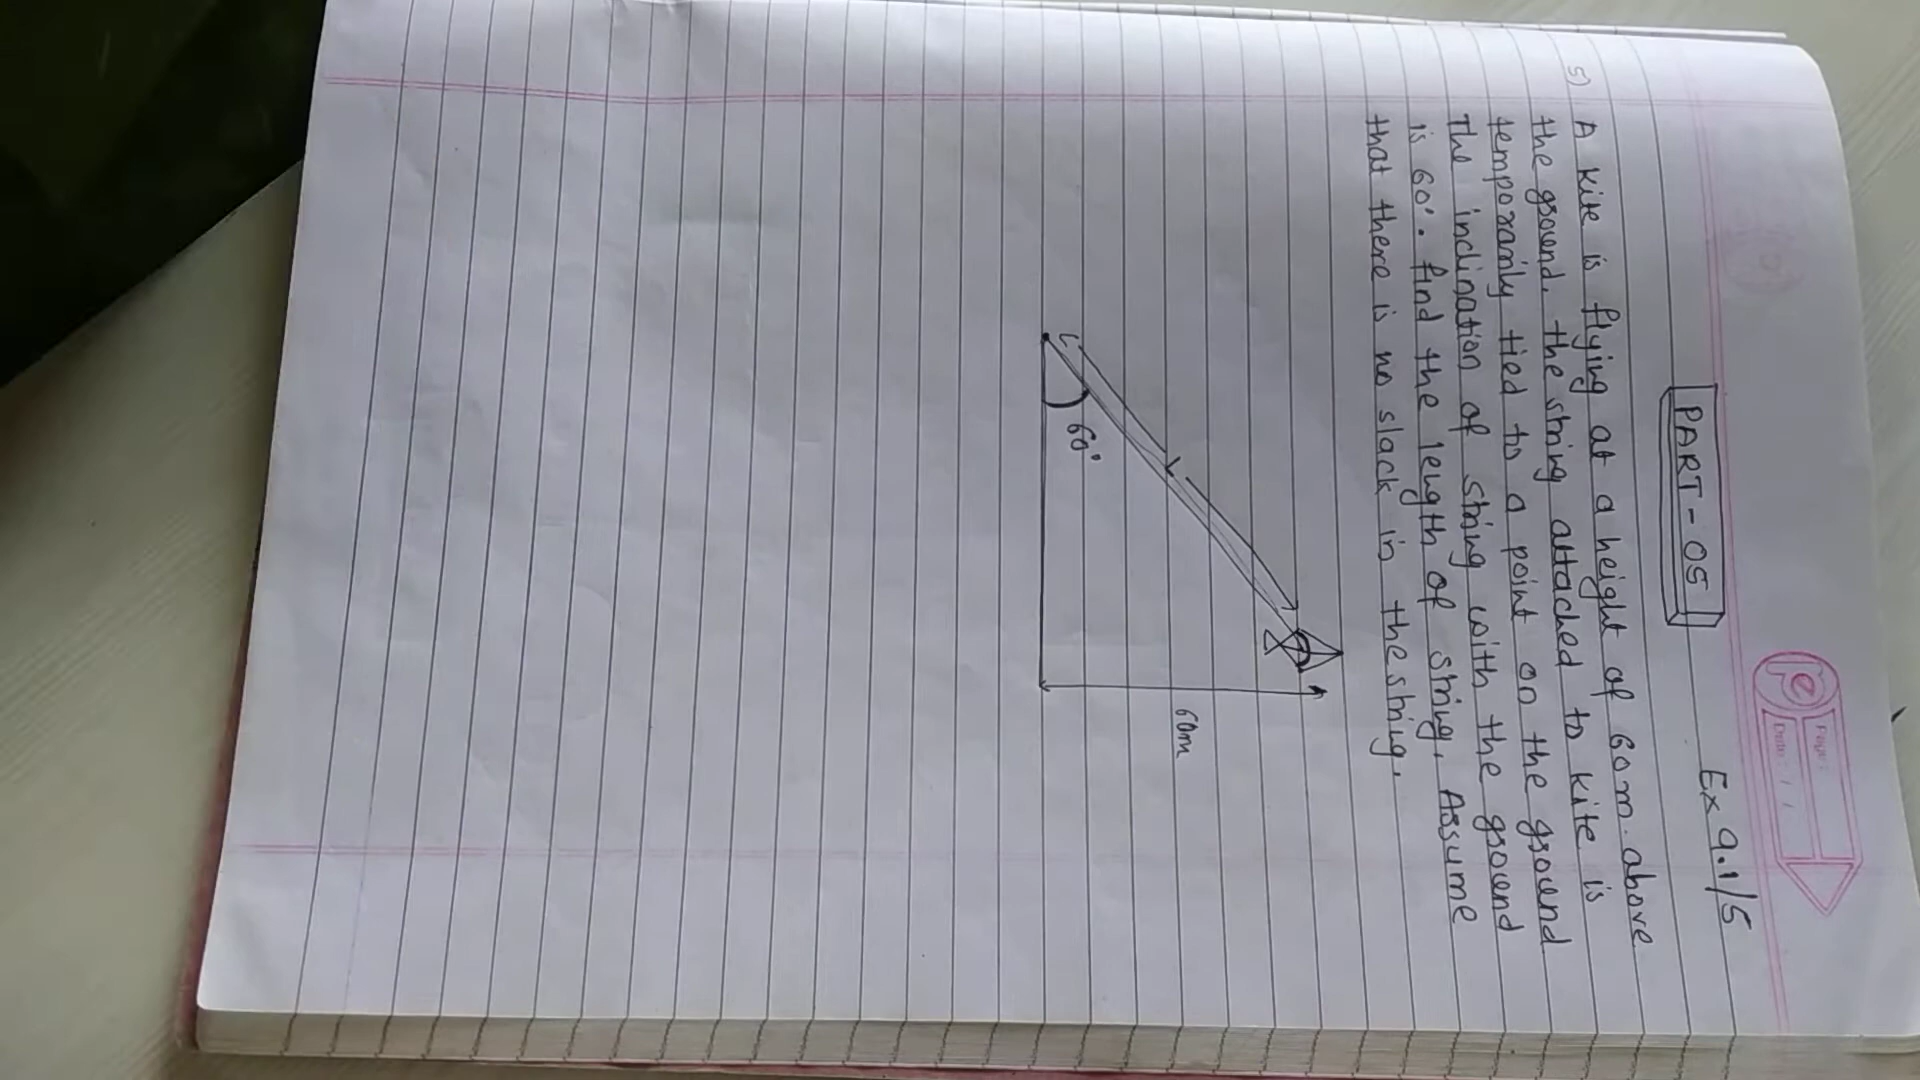 Page:
Date: / /
Ex 9.1/5
PART-05
5) A kite is flying at a height of 60m. above
the ground. the string attached to kite is
temporarily tied to a point on the ground
The inclination of string with the ground
is 60°. find the length of string. Assume
that there is no slack in the string.
60m
60°